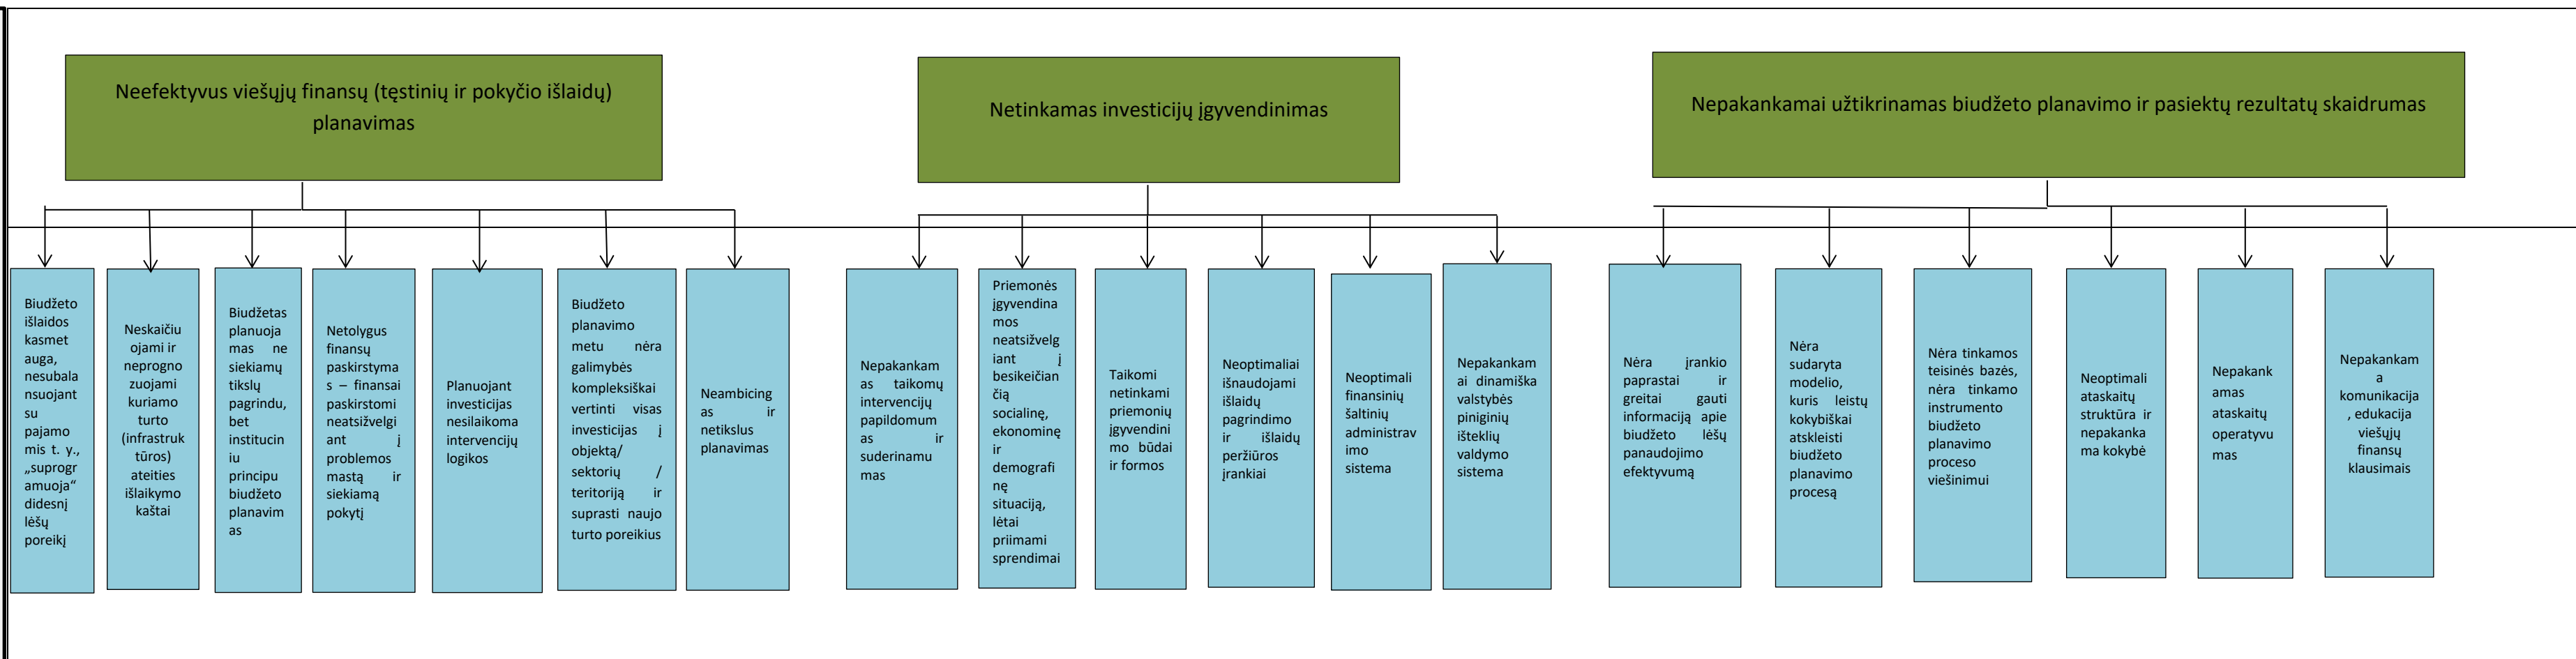 Neefektyvus viešųjų finansų (tęstinių ir pokyčio išlaidų)
planavimas
Netinkamas investicijų įgyvendinimas
Nepakankamai užtikrinamas biudžeto planavimo ir pasiektų rezultatų skaidrumas
Biudžeto
išlaidos
kasmet
auga,
nesubala
nsuojant
su
pajamo
mis t. y.,
„suprogr
amuoja“
didesnį
lėšų
poreikį
Neskaičiu
ojami ir
neprogno
zuojami
kuriamo
turto
(infrastruk
tūros)
ateities
išlaikymo
kaštai
Biudžetas
planuoja
mas ne
siekiamų
tikslų
pagrindu,
bet
institucin
iu
principu
biudžeto
planavim
as
Netolygus
finansų
paskirstyma
s – finansai
paskirstomi
neatsižvelgi
ant į
problemos
mastą ir
siekiamą
pokytį
Planuojant
investicijas
nesilaikoma
intervencijų
logikos
Biudžeto
planavimo
metu nėra
galimybės
kompleksiškai
vertinti visas
investicijas į
objektą/
sektorių /
teritoriją ir
suprasti naujo
turto poreikius
Neambicing
as ir
netikslus
planavimas
Nepakankam
as taikomų
intervencijų
papildomum
as ir
suderinamu
mas
Priemonės
įgyvendina
mos
neatsižvelg
iant į
besikeičian
čią
socialinę,
ekonominę
ir
demografi
nę
situaciją,
lėtai
priimami
sprendimai
Taikomi
netinkami
priemonių
įgyvendini
mo būdai
ir formos
Neoptimaliai
išnaudojami
išlaidų
pagrindimo
ir išlaidų
peržiūros
įrankiai
Neoptimali
finansinių
šaltinių
administrav
imo
sistema
Nepakankam
ai dinamiška
valstybės
piniginių
išteklių
valdymo
sistema
Nėra įrankio
paprastai ir
greitai gauti
informaciją apie
biudžeto lėšų
panaudojimo
efektyvumą
Nėra
sudaryta
modelio,
kuris leistų
kokybiškai
atskleisti
biudžeto
planavimo
procesą
Nėra tinkamos
teisinės bazės,
nėra tinkamo
instrumento
biudžeto
planavimo
proceso
viešinimui
Neoptimali
ataskaitų
struktūra ir
nepakanka
ma kokybė
Nepakank
amas
ataskaitų
operatyvu
mas
Nepakankam
a
komunikacija
, edukacija
viešųjų
finansų
klausimais